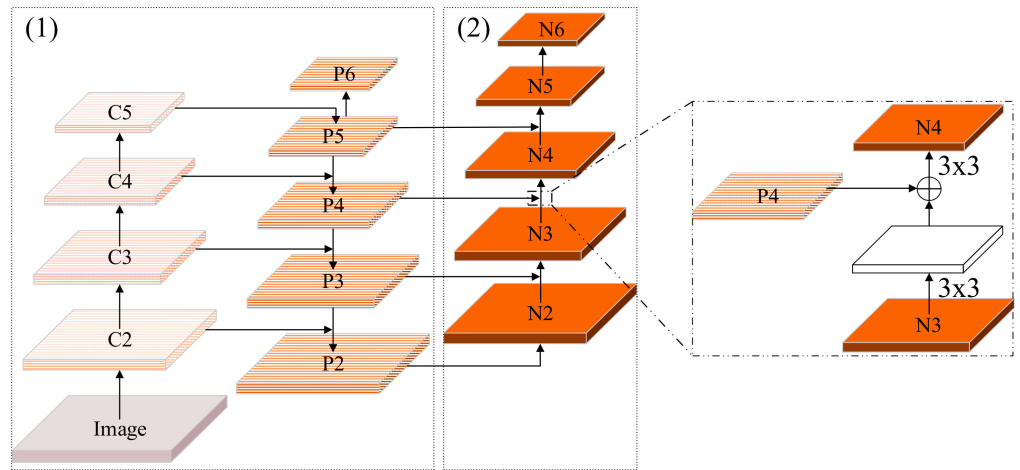 (1)
C5
C4
C3
C2
Image
P6
P5
P4
P3
P2
(2)
N6
N5
N4
N3
N2
N4
3x3
P4
3x3
N3